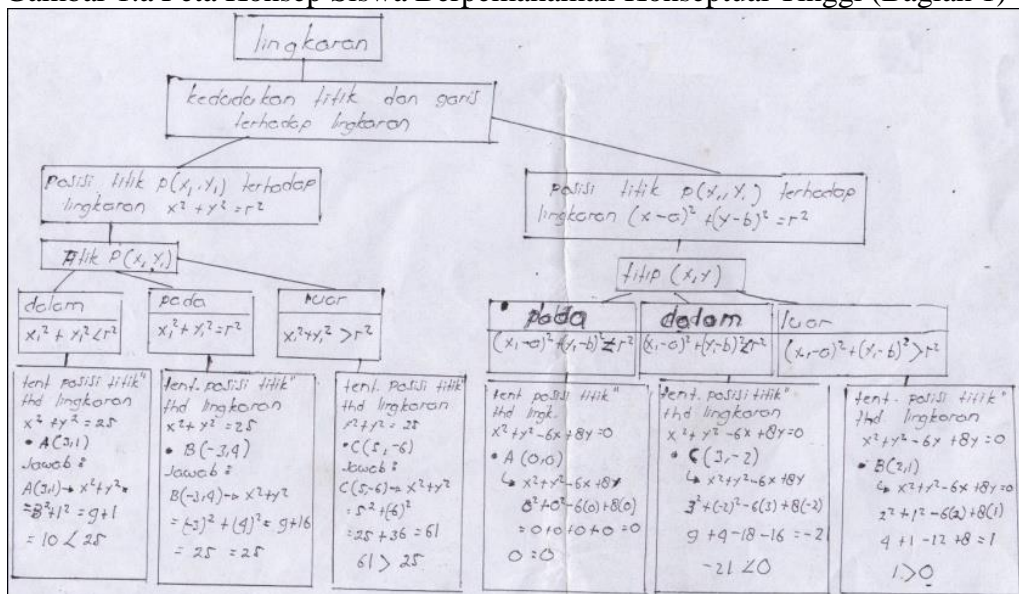 Gambar 1.a Peta Konsep Siswa Berpemahaman Konseptual Tinggi (Bagian 1)
lingkaran
kedudukan titik dan garis
terhadap lingkaran
posisi titik P(x₁, y₁) terhadap
lingkaran x² + y² = r²
titik P(x₁ y₁)
dalam
x₁² + y₁² < r²
pada
x₁² + y₁² = r²
luar
x₁² + y₁² > r²
tent posisi titik"
thd lingkaran
x² + y² = 25
• A(3,1)
Jawab :
A(3,1) → x² + y² =
= 3² + 1² = 9 + 1
= 10 < 25
tent. posisi titik"
thd lingkaran
x² + y² = 25
• B(-3,4)
Jawab :
B(-3,4) → x² + y²
= (-3)² + (4)² = 9 + 16
= 25 = 25
tent. posisi titik"
thd lingkaran
x² + y² = 25
• C(5,-6)
Jawab :
C(5,-6) → x² + y²
= 5² + (-6)²
= 25 + 36 = 61
61 > 25
posisi titik P(x₁, y₁) terhadap
lingkaran (x-a)² + (y-b)² = r²
titip (x₁, y)
• pada
(x₁-a)² + (y₁-b)² = r²
dalam
(x₁-a)² + (y₁-b)² < r²
luar
(x₁-a)² + (y₁-b)² > r²
tent posisi titik"
thd lingk.
x² + y² - 6x + 8y = 0
• A (0,0)
↳ x² + y² - 6x + 8y
0² + 0² - 6(0) + 8(0)
= 0 + 0 + 0 + 0 = 0
0 = 0
tent. posisi titik"
thd lingkaran
x² + y² - 6x + 8y = 0
• C (3,-2)
↳ x² + y² - 6x + 8y
3² + (-2)² - 6(3) + 8(-2)
9 + 4 - 18 - 16 = -21
-21 < 0
tent. posisi titik"
thd lingkaran
x² + y² - 6x + 8y = 0
• B(2,1)
↳ x² + y² - 6x + 8y = 0
2² + 1² - 6(2) + 8(1)
4 + 1 - 12 + 8 = 1
1 > 0